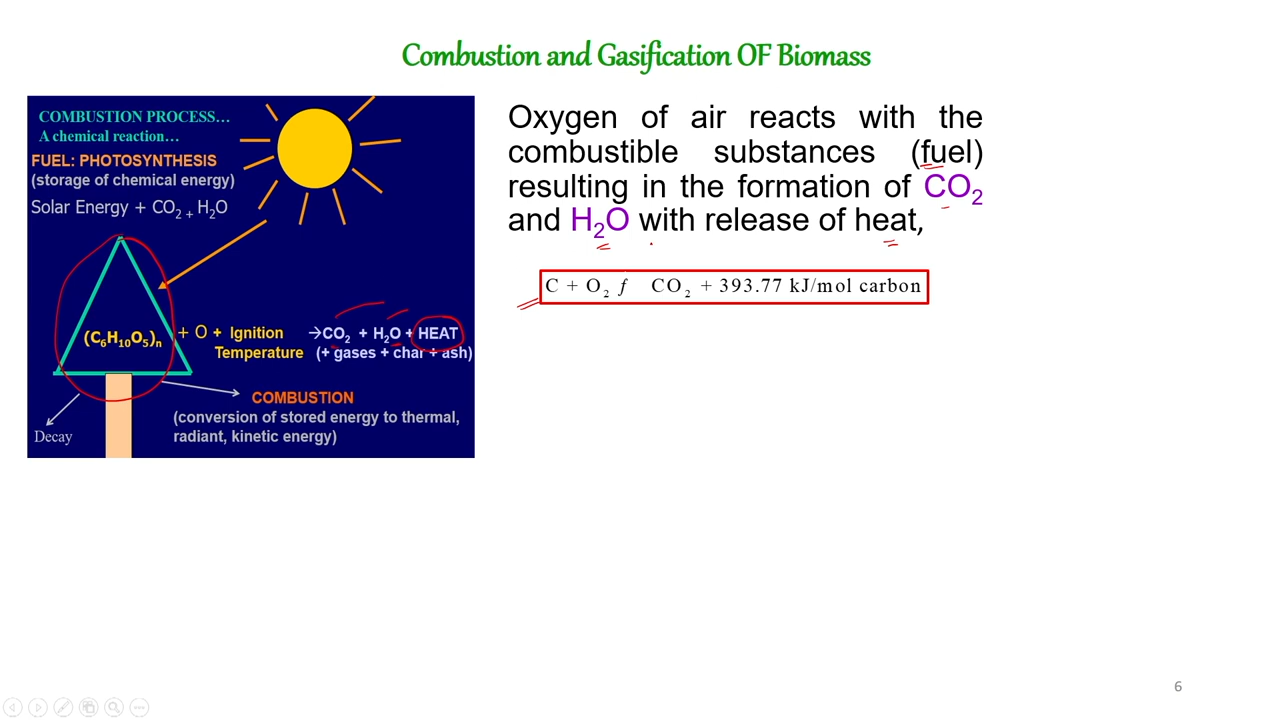 Combustion and Gasification OF Biomass
COMBUSTION PROCESS…
A chemical reaction…
FUEL: PHOTOSYNTHESIS
(storage of chemical energy)
Solar Energy + CO₂ + H₂O
(C₆H₁₀O₅)ₙ + O + Ignition →CO₂ + H₂O + HEAT
Temperature (+ gases + char + ash)
COMBUSTION
(conversion of stored energy to thermal,
radiant, kinetic energy)
Decay
Oxygen of air reacts with the
combustible substances (fuel)
resulting in the formation of CO₂
and H₂O with release of heat,
C + O₂ ƒ CO₂ + 393.77 kJ/mol carbon
6